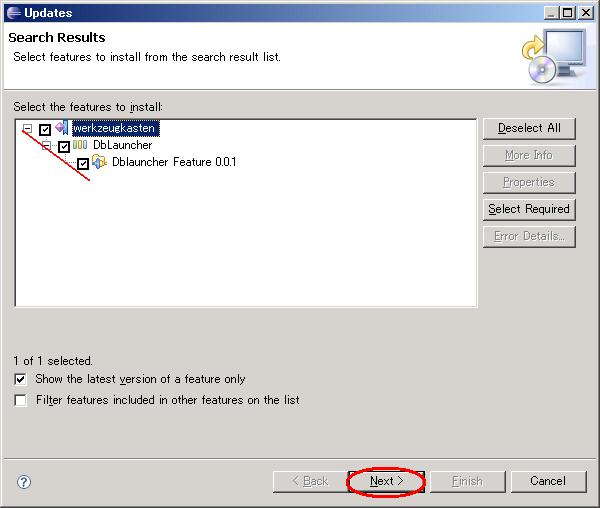 Updates
Search Results
Select features to install from the search result list.
Select the features to install:
werkzeugkasten
DbLauncher
Dblauncher Feature 0.0.1
Deselect All
More Info
Properties
Select Required
Error Details...
1 of 1 selected.
Show the latest version of a feature only
Filter features included in other features on the list
?
< Back
Next >
Finish
Cancel